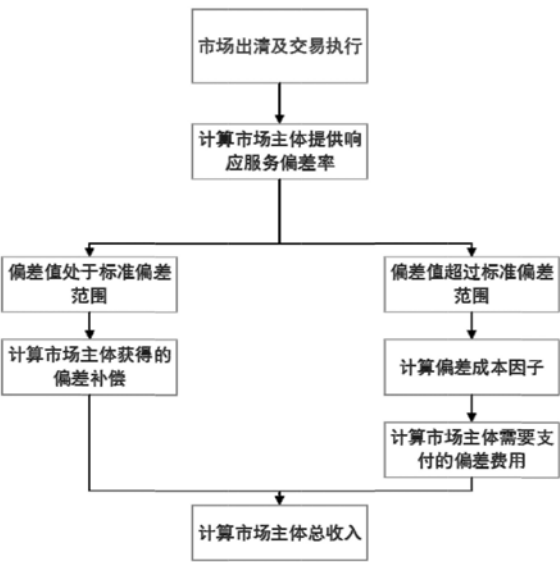 市场出清及交易执行
计算市场主体提供响
应服务偏差率
偏差值处于标准偏差
范围
偏差值超过标准偏差
范围
计算市场主体获得的
偏差补偿
计算偏差成本因子
计算市场主体需要支
付的偏差费用
计算市场主体总收入